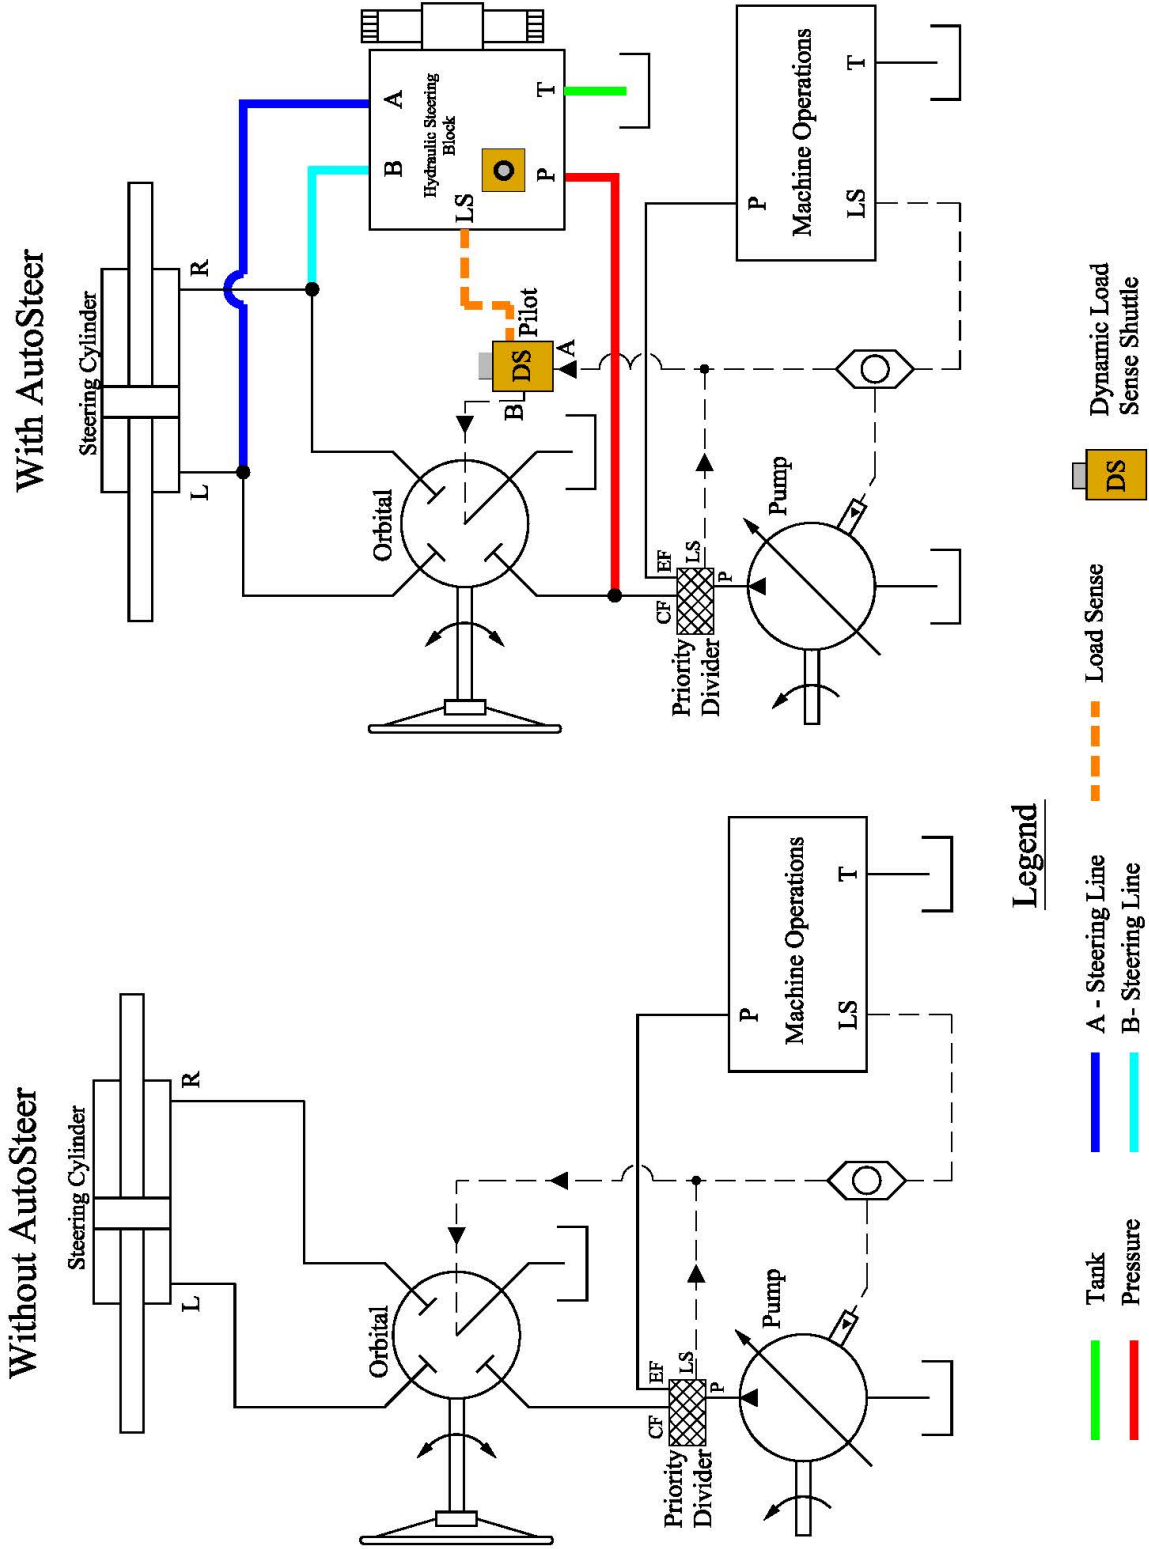 Without AutoSteer
Steering Cylinder
L
R
Orbital
CF
EF
LS
P
Priority
Divider
Pump
P
Machine Operations
LS
T
With AutoSteer
Steering Cylinder
L
R
Orbital
B
A
Hydraulic Steering
Block
LS
P
T
DS
Pilot
B
A
CF
EF
LS
P
Priority
Divider
Pump
P
Machine Operations
LS
T
Legend
Tank
Pressure
A - Steering Line
B- Steering Line
Load Sense
DS
Dynamic Load
Sense Shuttle